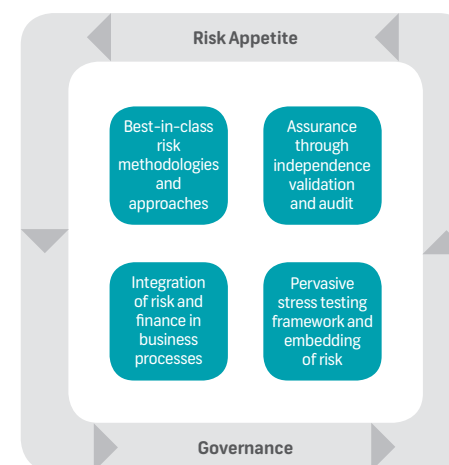 Risk Appetite
Best-in-class
risk
methodologies
and
approaches
Assurance
through
independence
validation
and audit
Integration
of risk and
finance in
business
processes
Pervasive
stress testing
framework and
embedding
of risk
Governance